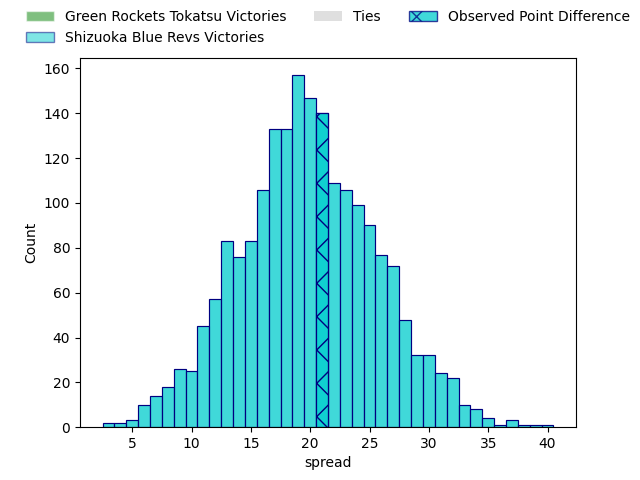 Green Rockets Tokatsu Victories
Shizuoka Blue Revs Victories
Ties
Observed Point Difference
160
140
120
100
80
60
40
20
0
Count
5 10 15 20 25 30 35 40
spread